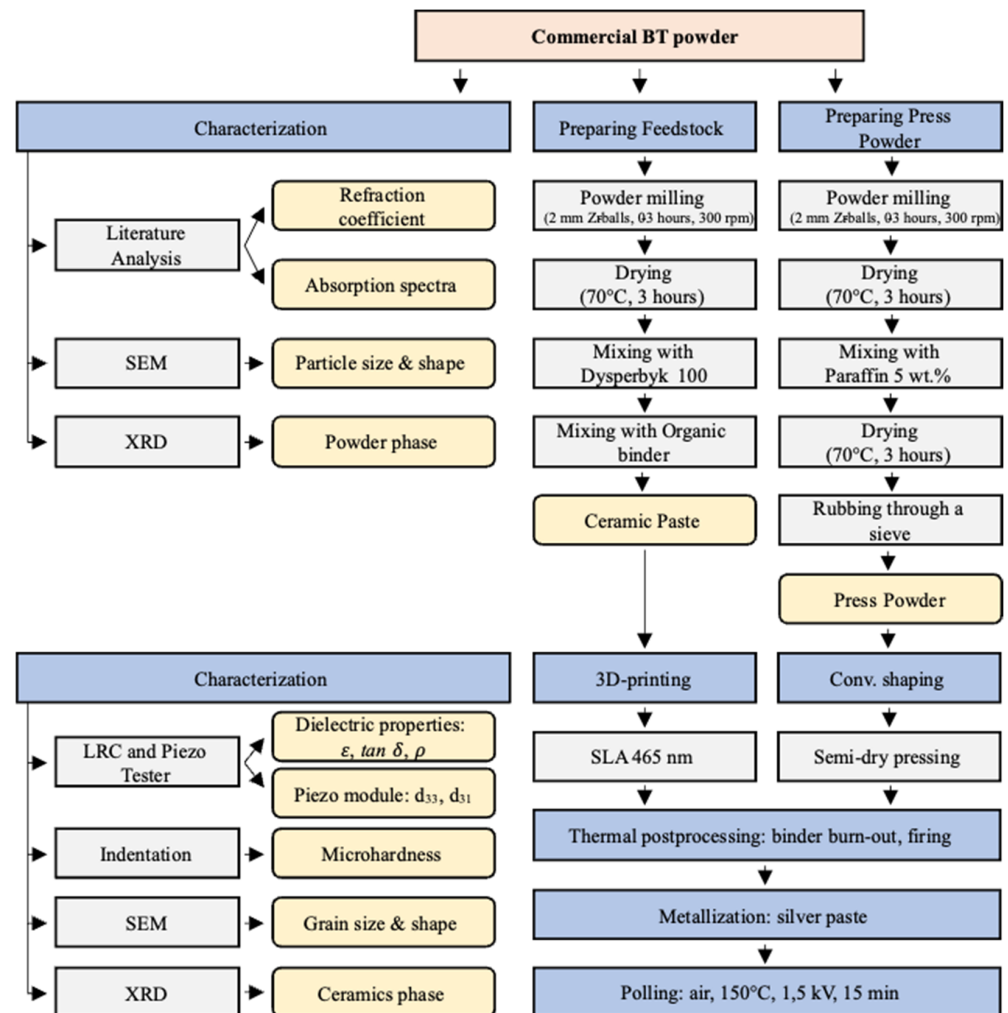 Commercial BT powder
Characterization
Preparing Feedstock
Preparing Press
Powder
Literature
Analysis
Refraction
coefficient
Absorption spectra
SEM
Particle size & shape
XRD
Powder phase
Powder milling
(2 mm Zrballs, 03 hours, 300 rpm)
Drying
(70°C, 3 hours)
Mixing with
Dysperbyk 100
Mixing with Organic
binder
Ceramic Paste
Powder milling
(2 mm Zrballs, 03 hours, 300 rpm)
Drying
(70°C, 3 hours)
Mixing with
Paraffin 5 wt.%
Drying
(70°C, 3 hours)
Rubbing through a
sieve
Press Powder
Characterization
3D-printing
Conv. shaping
LRC and Piezo
Tester
Dielectric properties:
ε, tan δ, ρ
Piezo module: d₃₃, d₃₁
Indentation
Microhardness
SEM
Grain size & shape
XRD
Ceramics phase
SLA 465 nm
Semi-dry pressing
Thermal postprocessing: binder burn-out, firing
Metallization: silver paste
Polling: air, 150°C, 1,5 kV, 15 min